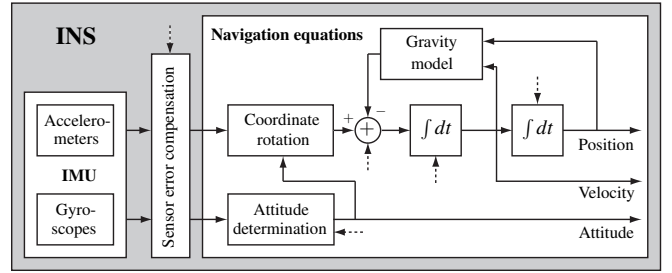 INS
Navigation equations
Gravity
model
Accelero-
meters
IMU
Gyro-
scopes
Sensor error compensation
Coordinate
rotation
+
−
+
∫ dt
∫ dt
Position
Velocity
Attitude
determination
Attitude